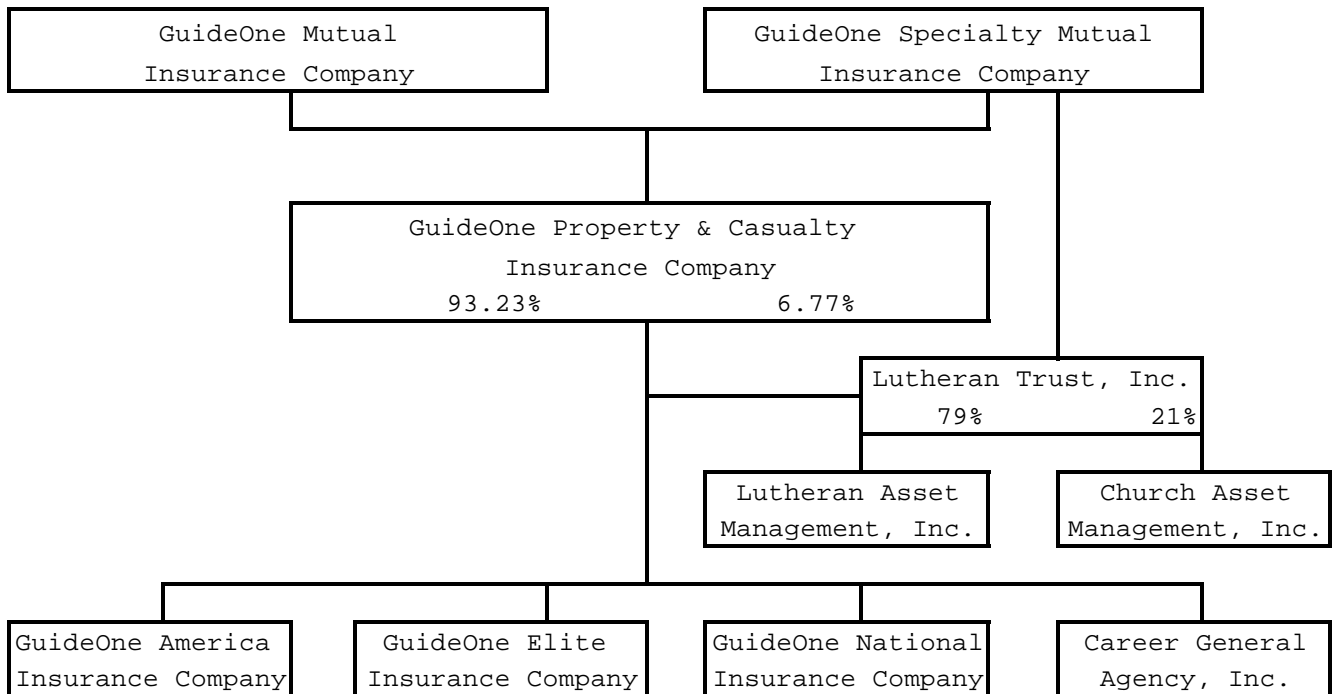 GuideOne Mutual
Insurance Company
GuideOne Specialty Mutual
Insurance Company
GuideOne Property & Casualty
Insurance Company
93.23% 6.77%
Lutheran Trust, Inc.
79% 21%
Lutheran Asset
Management, Inc.
Church Asset
Management, Inc.
GuideOne America
Insurance Company
GuideOne Elite
Insurance Company
GuideOne National
Insurance Company
Career General
Agency, Inc.